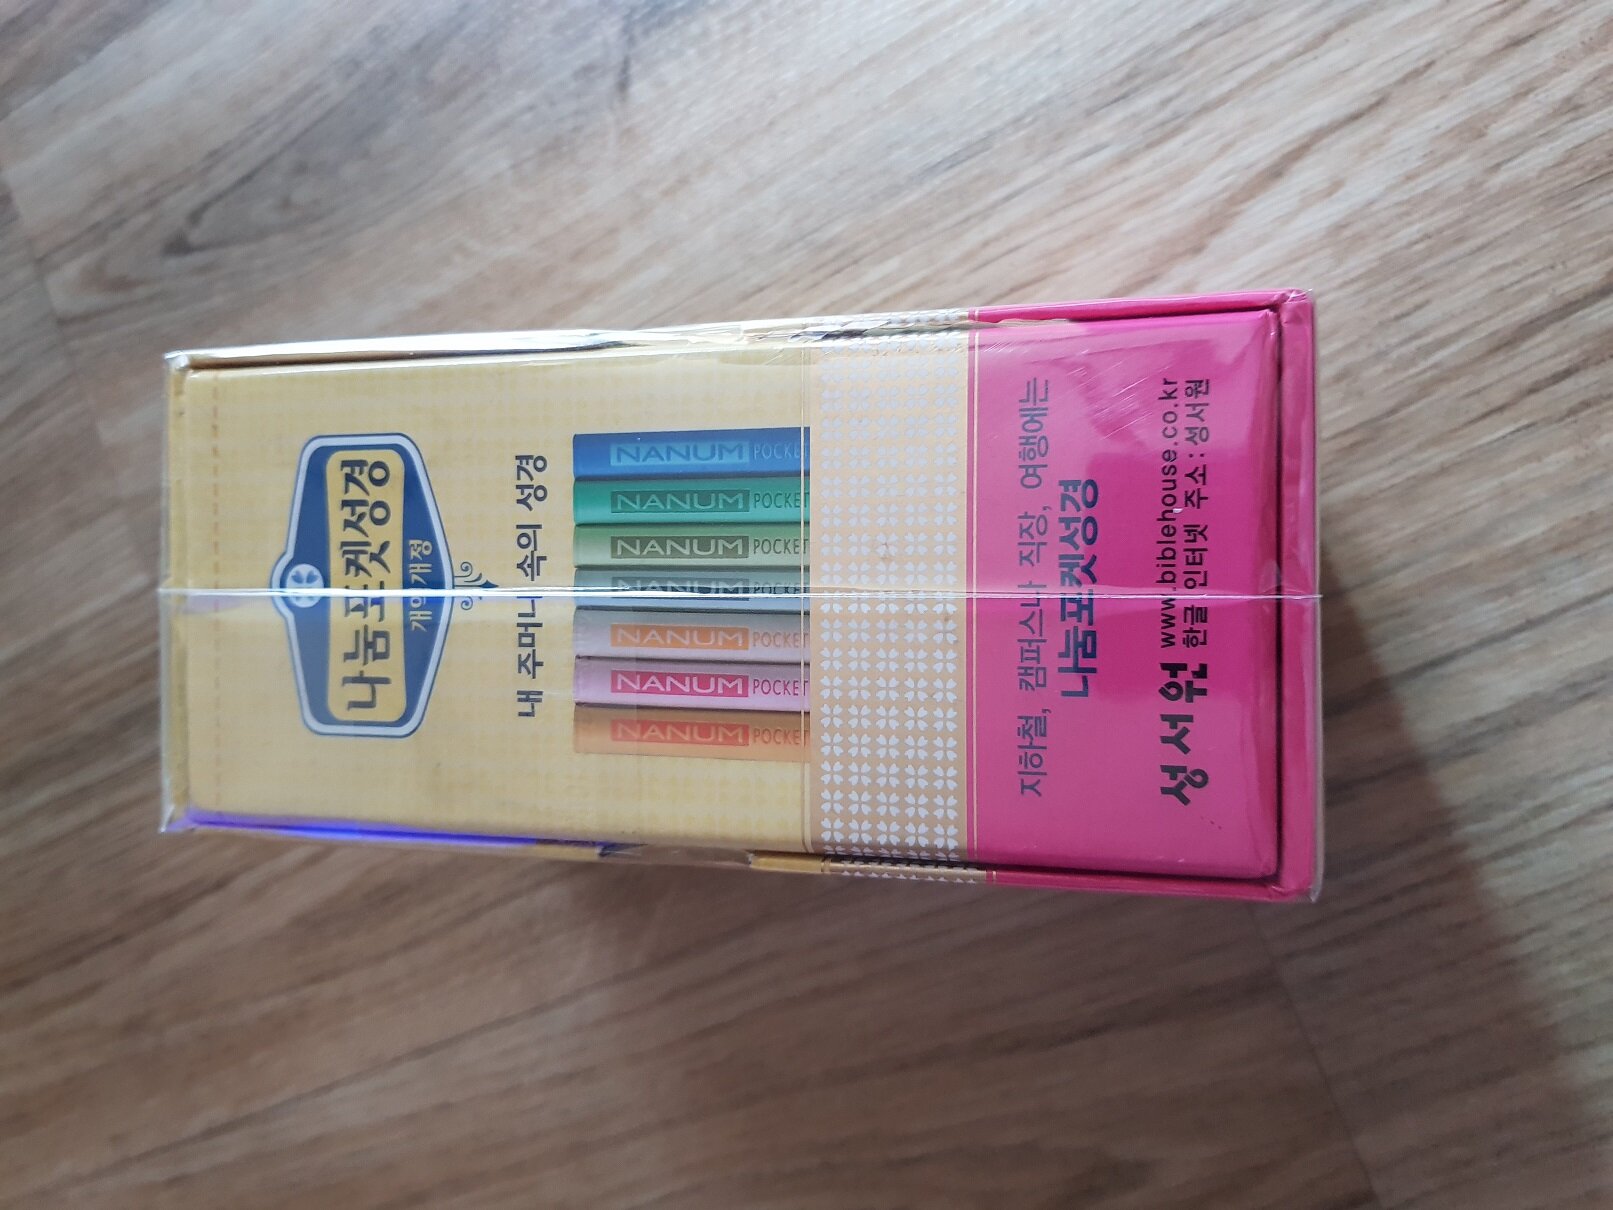 나눔포켓성경
개역개정
내 주머니 속의 성경
NANUM POCKET
NANUM POCKET
NANUM POCKET
NANUM POCKET
NANUM POCKET
NANUM POCKET
NANUM POCKE
지하철, 캠퍼스나 직장, 여행에는
나눔포켓성경
성서원 www.biblehouse.co.kr
한글 인터넷 주소 : 성서원